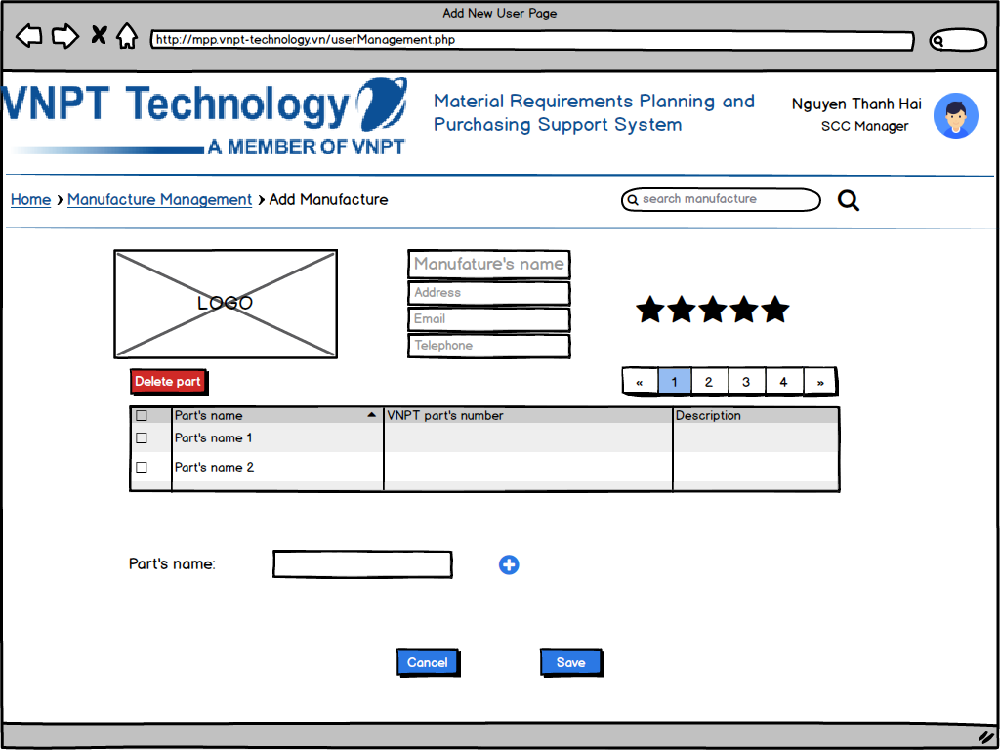 Add New User Page
http://mpp.vnpt-technology.vn/userManagement.php
VNPT Technology
A MEMBER OF VNPT
Material Requirements Planning and
Purchasing Support System
Nguyen Thanh Hai
SCC Manager
Home > Manufacture Management > Add Manufacture
search manufacture
LOGO
Manufature's name
Address
Email
Telephone
Delete part
« 1 2 3 4 »
Part's name VNPT part's number Description
Part's name 1
Part's name 2
Part's name:
Cancel Save